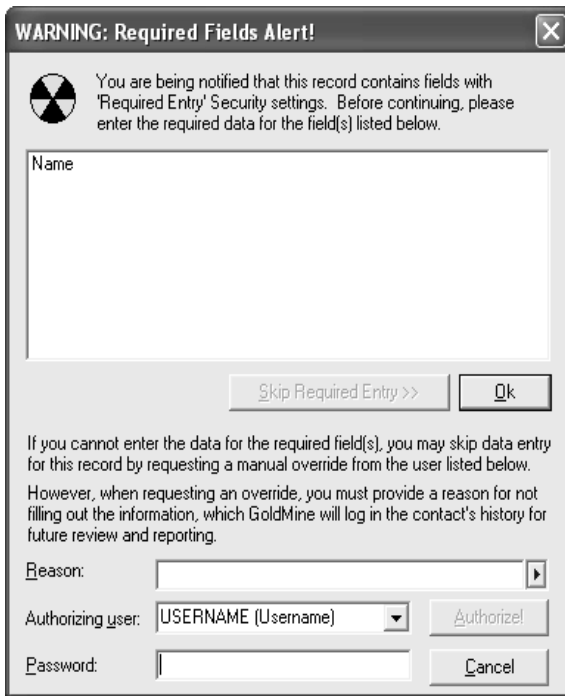 WARNING: Required Fields Alert!
You are being notified that this record contains fields with
'Required Entry' Security settings.  Before continuing, please
enter the required data for the field(s) listed below.
Name
Skip Required Entry >>
Ok
If you cannot enter the data for the required field(s), you may skip data entry
for this record by requesting a manual override from the user listed below.
However, when requesting an override, you must provide a reason for not
filling out the information, which GoldMine will log in the contact's history for
future review and reporting.
Reason:
Authorizing user: USERNAME (Username)
Authorize!
Password:
Cancel